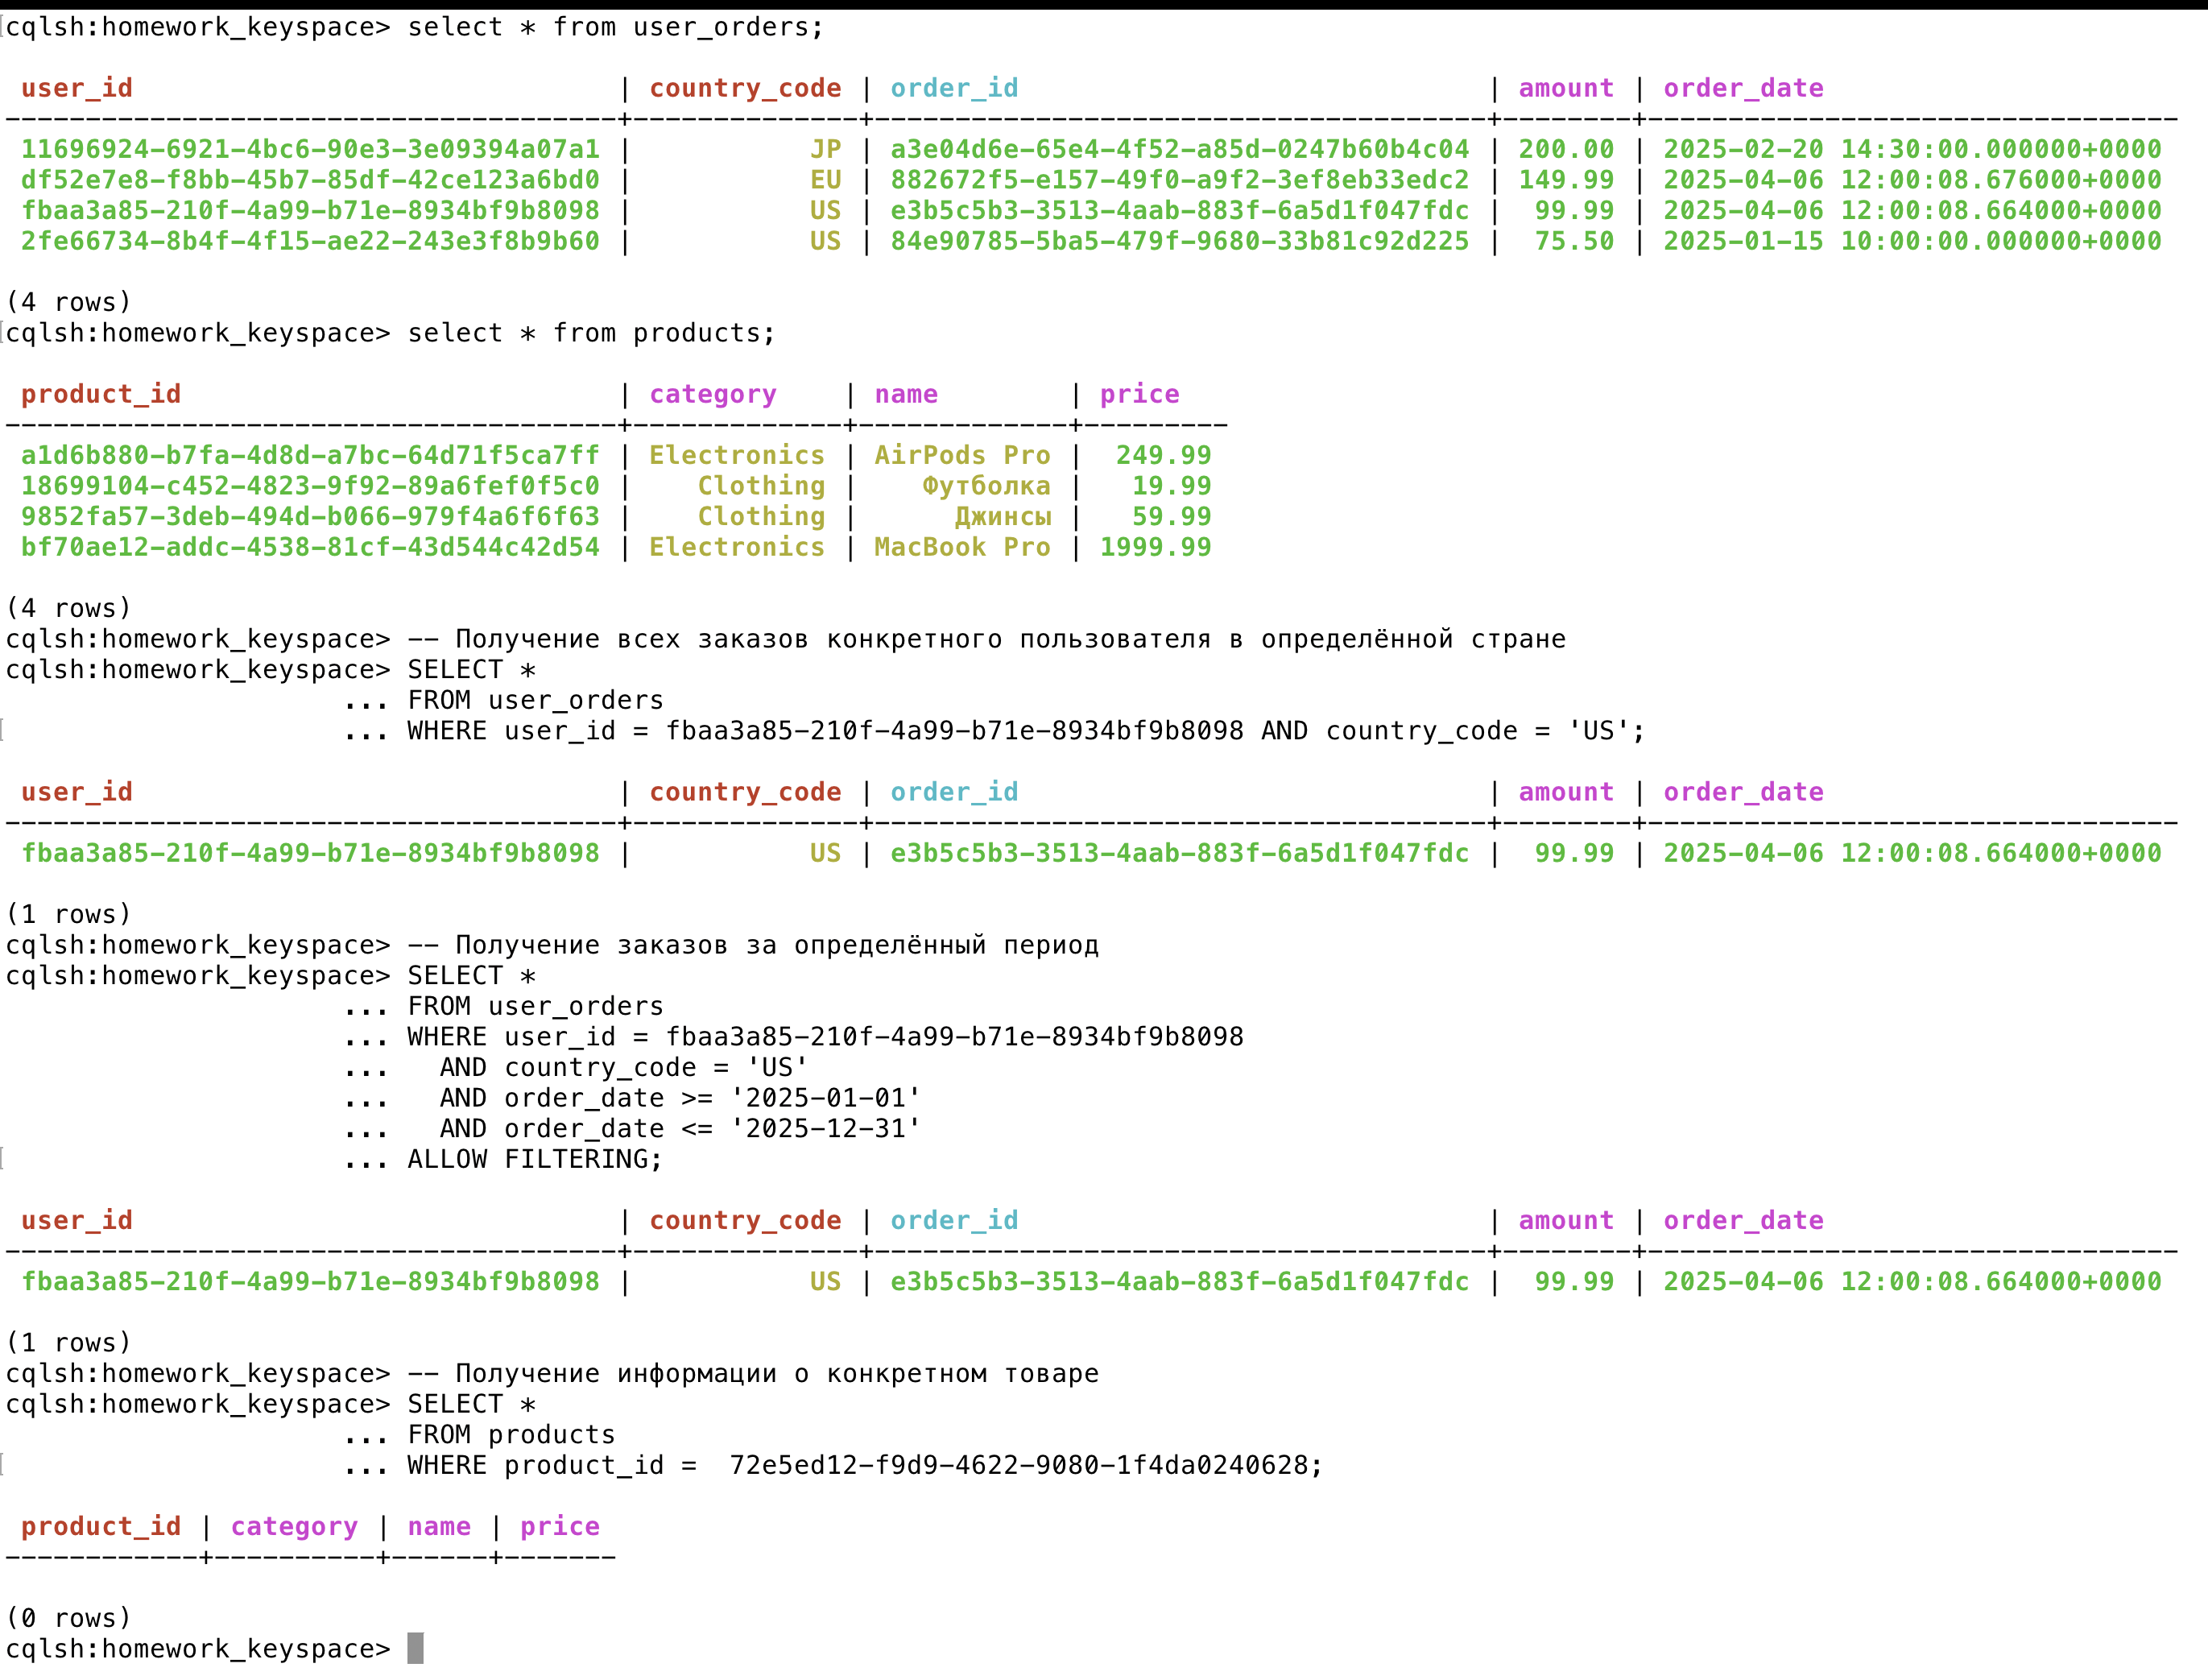 cqlsh:homework_keyspace> select * from user_orders;
user_id | country_code | order_id | amount | order_date
--------------------------------------+--------------+--------------------------------------+--------+---------------------------------
11696924-6921-4bc6-90e3-3e09394a07a1 | JP | a3e04d6e-65e4-4f52-a85d-0247b60b4c04 | 200.00 | 2025-02-20 14:30:00.000000+0000
df52e7e8-f8bb-45b7-85df-42ce123a6bd0 | EU | 882672f5-e157-49f0-a9f2-3ef8eb33edc2 | 149.99 | 2025-04-06 12:00:08.676000+0000
fbaa3a85-210f-4a99-b71e-8934bf9b8098 | US | e3b5c5b3-3513-4aab-883f-6a5d1f047fdc | 99.99 | 2025-04-06 12:00:08.664000+0000
2fe66734-8b4f-4f15-ae22-243e3f8b9b60 | US | 84e90785-5ba5-479f-9680-33b81c92d225 | 75.50 | 2025-01-15 10:00:00.000000+0000
(4 rows)
cqlsh:homework_keyspace> select * from products;
product_id | category | name | price
--------------------------------------+-------------+-------------+---------
a1d6b880-b7fa-4d8d-a7bc-64d71f5ca7ff | Electronics | AirPods Pro | 249.99
18699104-c452-4823-9f92-89a6fef0f5c0 | Clothing | Футболка | 19.99
9852fa57-3deb-494d-b066-979f4a6f6f63 | Clothing | Джинсы | 59.99
bf70ae12-addc-4538-81cf-43d544c42d54 | Electronics | MacBook Pro | 1999.99
(4 rows)
cqlsh:homework_keyspace> -- Получение всех заказов конкретного пользователя в определённой стране
cqlsh:homework_keyspace> SELECT *
... FROM user_orders
... WHERE user_id = fbaa3a85-210f-4a99-b71e-8934bf9b8098 AND country_code = 'US';
user_id | country_code | order_id | amount | order_date
--------------------------------------+--------------+--------------------------------------+--------+---------------------------------
fbaa3a85-210f-4a99-b71e-8934bf9b8098 | US | e3b5c5b3-3513-4aab-883f-6a5d1f047fdc | 99.99 | 2025-04-06 12:00:08.664000+0000
(1 rows)
cqlsh:homework_keyspace> -- Получение заказов за определённый период
cqlsh:homework_keyspace> SELECT *
... FROM user_orders
... WHERE user_id = fbaa3a85-210f-4a99-b71e-8934bf9b8098
... AND country_code = 'US'
... AND order_date >= '2025-01-01'
... AND order_date <= '2025-12-31'
... ALLOW FILTERING;
user_id | country_code | order_id | amount | order_date
--------------------------------------+--------------+--------------------------------------+--------+---------------------------------
fbaa3a85-210f-4a99-b71e-8934bf9b8098 | US | e3b5c5b3-3513-4aab-883f-6a5d1f047fdc | 99.99 | 2025-04-06 12:00:08.664000+0000
(1 rows)
cqlsh:homework_keyspace> -- Получение информации о конкретном товаре
cqlsh:homework_keyspace> SELECT *
... FROM products
... WHERE product_id =  72e5ed12-f9d9-4622-9080-1f4da0240628;
product_id | category | name | price
------------+----------+------+-------
(0 rows)
cqlsh:homework_keyspace>